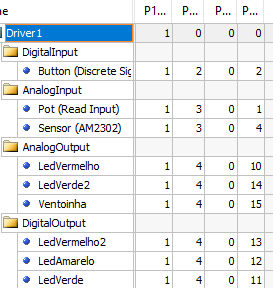 me P1... P... P... P...
Driver1 1 0 0 0
DigitalInput
Button (Discrete Sig 1 2 0 2
AnalogInput
Pot (Read Input) 1 3 0 1
Sensor (AM2302) 1 3 0 4
AnalogOutput
LedVermelho 1 4 0 10
LedVerde2 1 4 0 14
Ventoinha 1 4 0 15
DigitalOutput
LedVermelho2 1 4 0 13
LedAmarelo 1 4 0 12
LedVerde 1 4 0 11